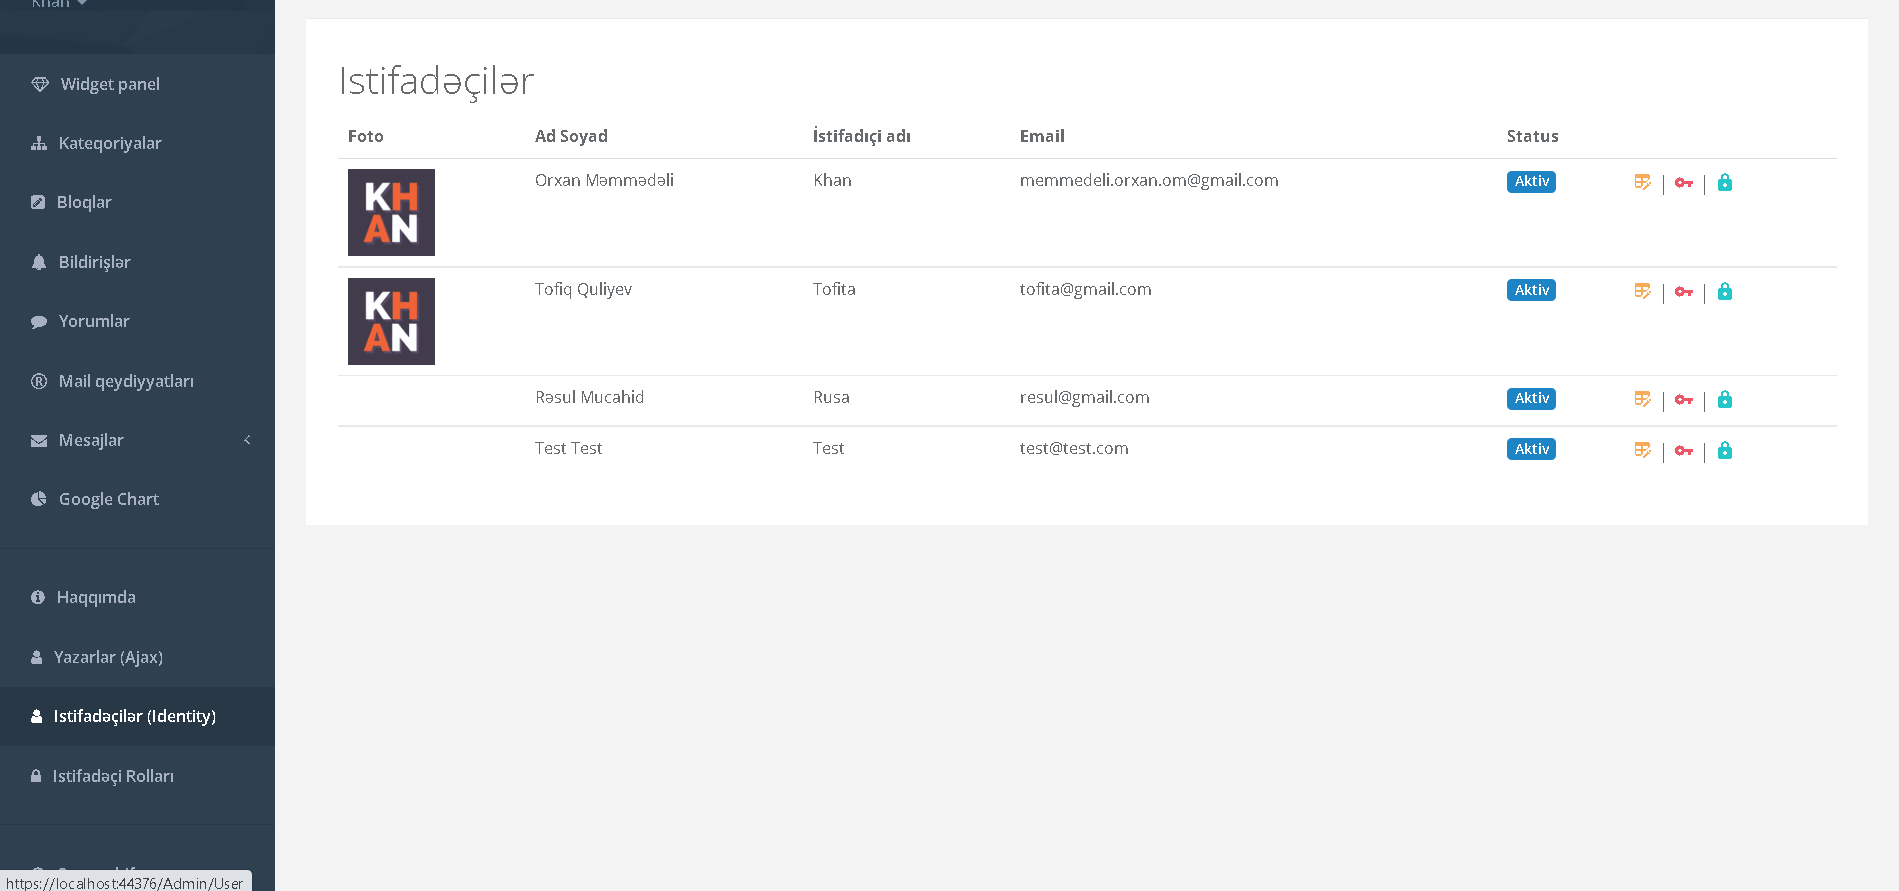 Khan
Widget panel
Kateqoriyalar
Bloqlar
Bildirişlər
Yorumlar
Mail qeydiyyatları
Mesajlar
Google Chart
Haqqımda
Yazarlar (Ajax)
Istifadəçilər (Identity)
Istifadəçi Rolları
https://localhost:44376/Admin/User
Istifadəçilər
Foto Ad Soyad İstifadıçi adı Email Status
KHAN Orxan Məmmədəli Khan memmedeli.orxan.om@gmail.com Aktiv
KHAN Tofiq Quliyev Tofita tofita@gmail.com Aktiv
Rəsul Mucahid Rusa resul@gmail.com Aktiv
Test Test Test test@test.com Aktiv